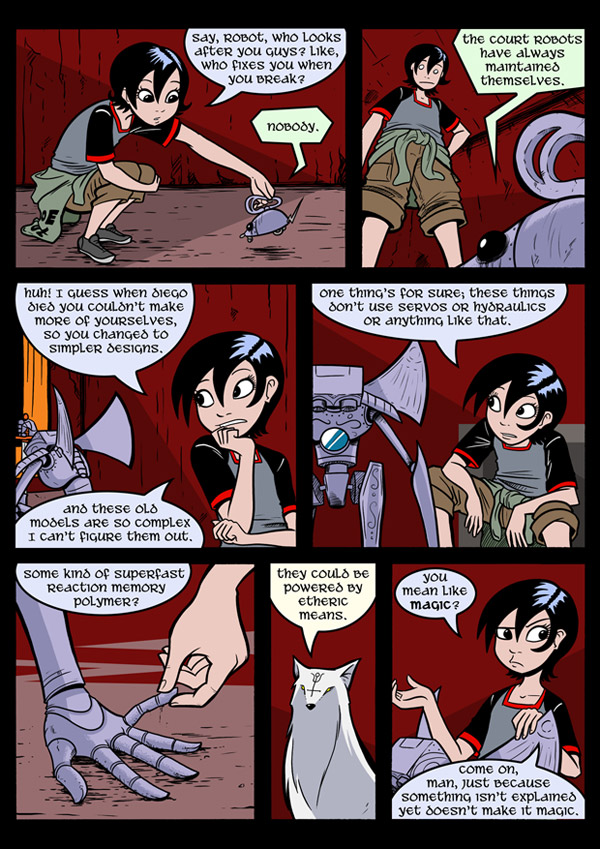 say, robot, who looks
after you guys? Like,
who fixes you when
you break?
nobody.
the court robots
have always
maintained
themselves.
huh! I guess when diego
died you couldn't make
more of yourselves,
so you changed to
simpler designs.
and these old
models are so complex
I can't figure them out.
one thing's for sure; these things
don't use servos or hydraulics
or anything like that.
some kind of superfast
reaction memory
polymer?
they could be
powered by
etheric
means.
you
mean like
magic?
come on,
man, just because
something isn't explained
yet doesn't make it magic.